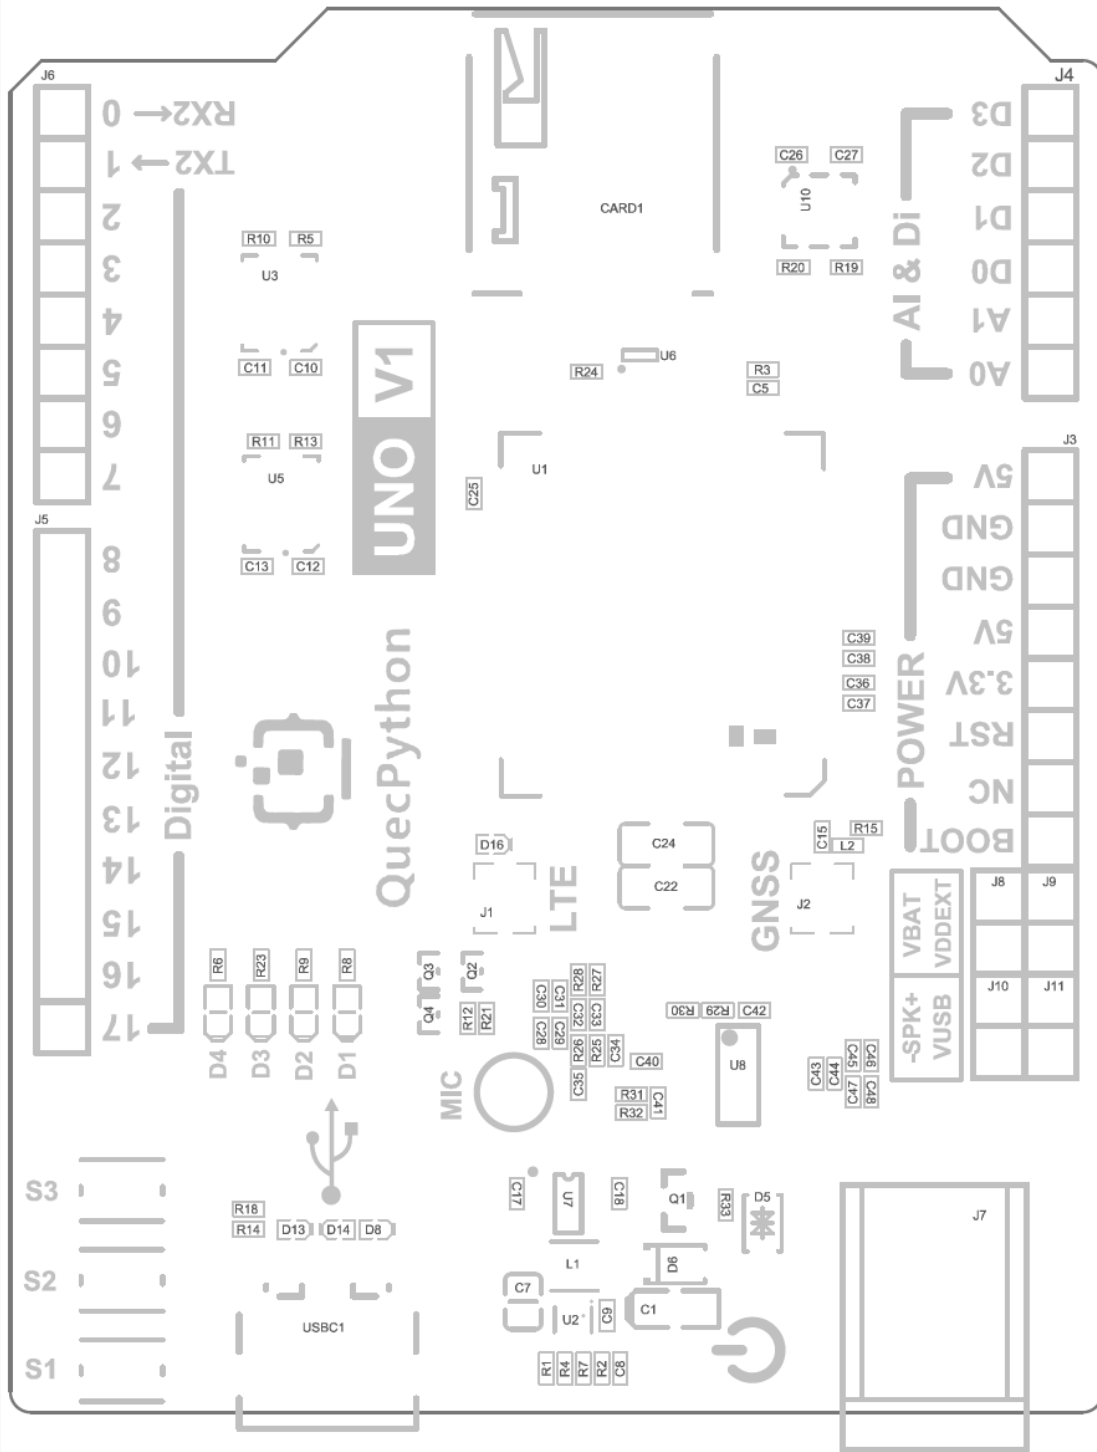 J6
J4
0 ←RX2
1 →TX2
2
3
4
5
6
7
D3
D2
D1
D0
A1
A0
AI & Di
CARD1
C26 C27
U10
R20 R19
R10 R5
U3
C11 C10
R11 R13
U5
C13 C12
UNO V1
R24
U6
R3
C5
U1
C25
J5
8
9
10
11
12
13
14
15
16
17
Digital
QuecPython
J3
5V
GND
GND
5V
3.3V
RST
NC
BOOT
POWER
C39
C38
C36
C37
D16
J1
LTE
C24
C22
GNSS
J2
C15
R15
L2
VBAT
VDDEXT
-SPK+
VUSB
J8 J9
J10 J11
R6 R23 R9 R8
D4 D3 D2 D1
Q3 Q2
Q4
R12 R21
C30 C31 R28 R27
C28 C29 C32 C33
R26 R25 C34
C35
C40
R31
R32
C41
MIC
R30 R29 C42
U8
C43 C44 C45 C46
C47 C48
S3
S2
S1
R18
R14
D13 D14 D8
USBC1
C17
U7
C18
Q1
R33
D5
L1
D6
C7
U2
C9
C1
R1 R4 R7 R2 C8
J7